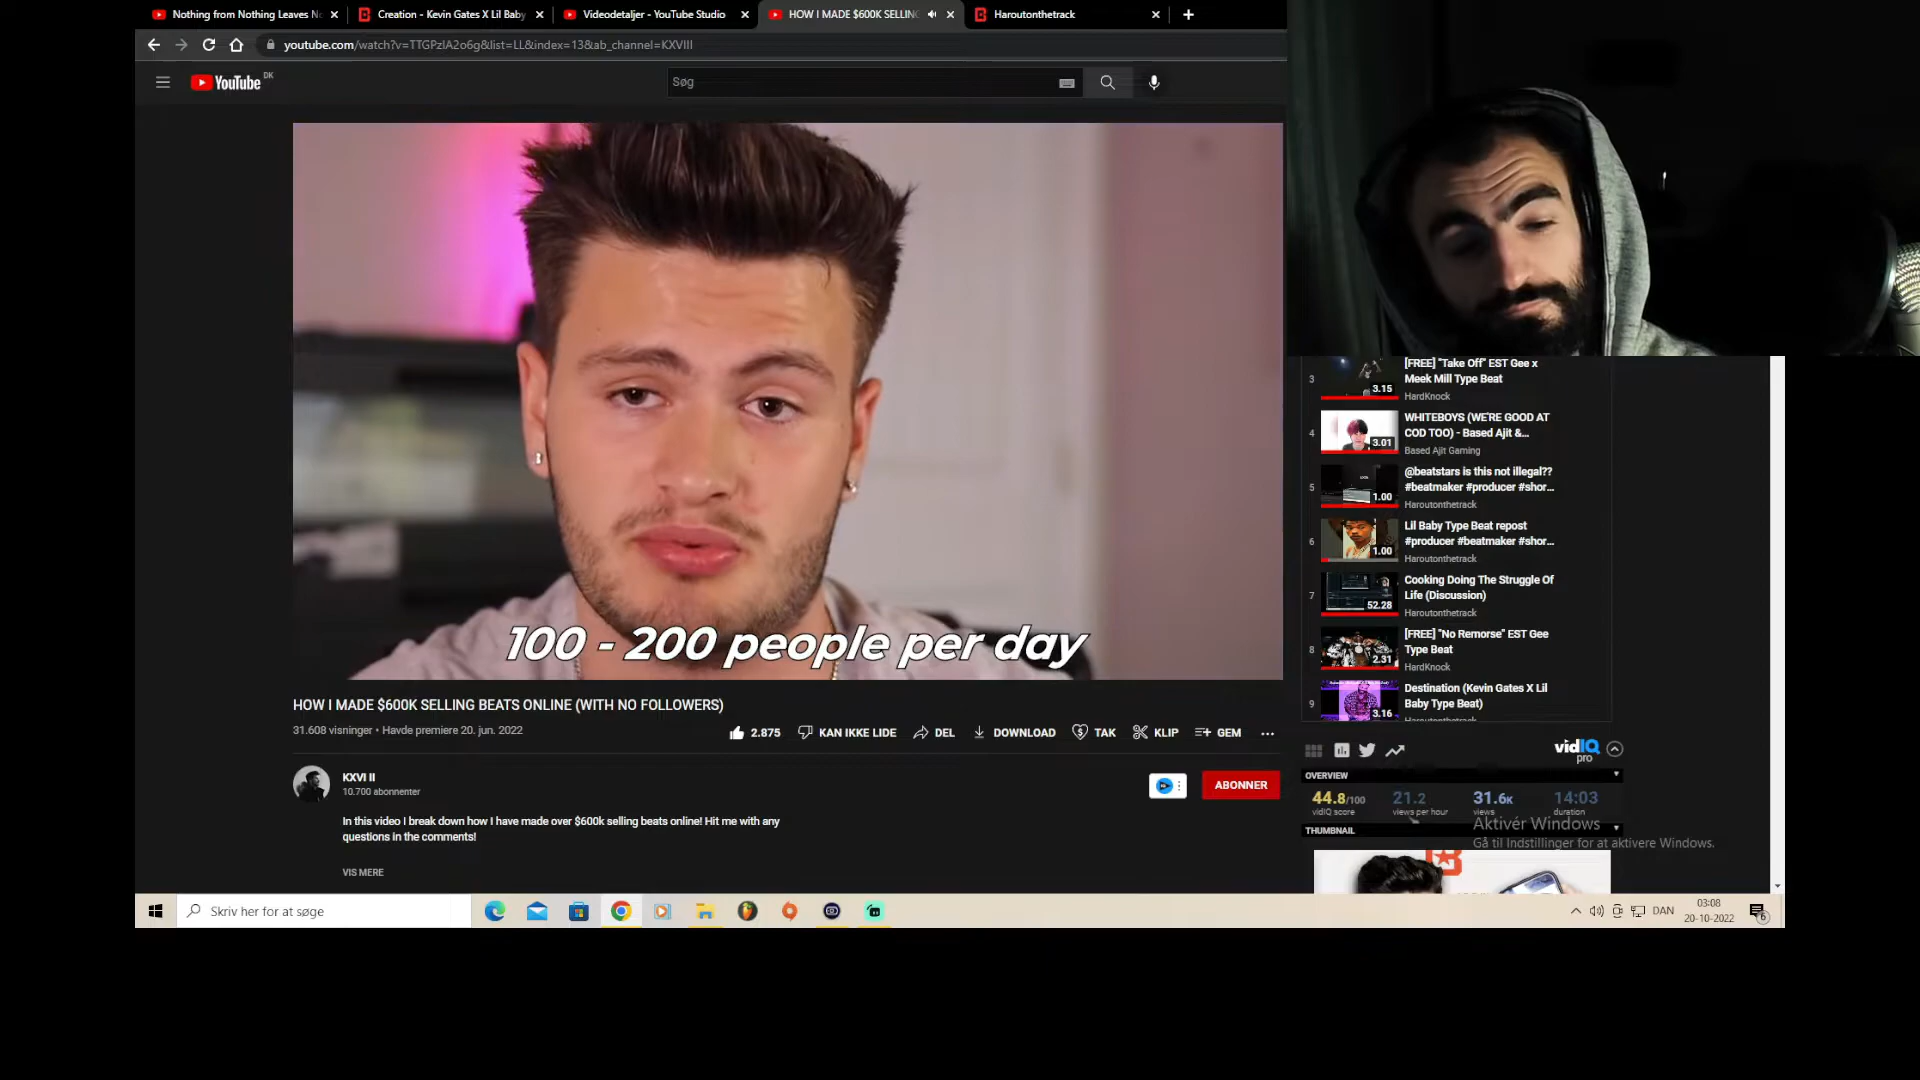 Nothing from Nothing Leaves No
Creation - Kevin Gates X Lil Baby
Videodetaljer - YouTube Studio
HOW I MADE $600K SELLING
Haroutonthetrack
youtube.com/watch?v=TTGPzIA2o6g&list=LL&index=13&ab_channel=KXVIII
YouTube DK
Søg
100 - 200 people per day
HOW I MADE $600K SELLING BEATS ONLINE (WITH NO FOLLOWERS)
31.608 visninger • Havde premiere 20. jun. 2022
2.875 KAN IKKE LIDE DEL DOWNLOAD TAK KLIP GEM
KXVI II
10.700 abonnenter
ABONNER
In this video I break down how I have made over $600k selling beats online! Hit me with any
questions in the comments!
VIS MERE
3
3.15
[FREE] "Take Off" EST Gee x
Meek Mill Type Beat
HardKnock
4
3.01
WHITEBOYS (WE'RE GOOD AT
COD TOO) - Based Ajit &...
Based Ajit Gaming
5
1.00
@beatstars is this not illegal??
#beatmaker #producer #shor...
Haroutonthetrack
6
1.00
Lil Baby Type Beat repost
#producer #beatmaker #shor...
Haroutonthetrack
7
52.28
Cooking Doing The Struggle Of
Life (Discussion)
Haroutonthetrack
8
2.31
[FREE] "No Remorse" EST Gee
Type Beat
HardKnock
9
3.16
Destination (Kevin Gates X Lil
Baby Type Beat)
Haroutonthetrack
vidIQ
pro
OVERVIEW
44.8/100 21.2 31.6K 14:03
vidIQ score views per hour views duration
Aktivér Windows
THUMBNAIL
Gå til Indstillinger for at aktivere Windows.
Skriv her for at søge
DAN
03:08
20-10-2022
6